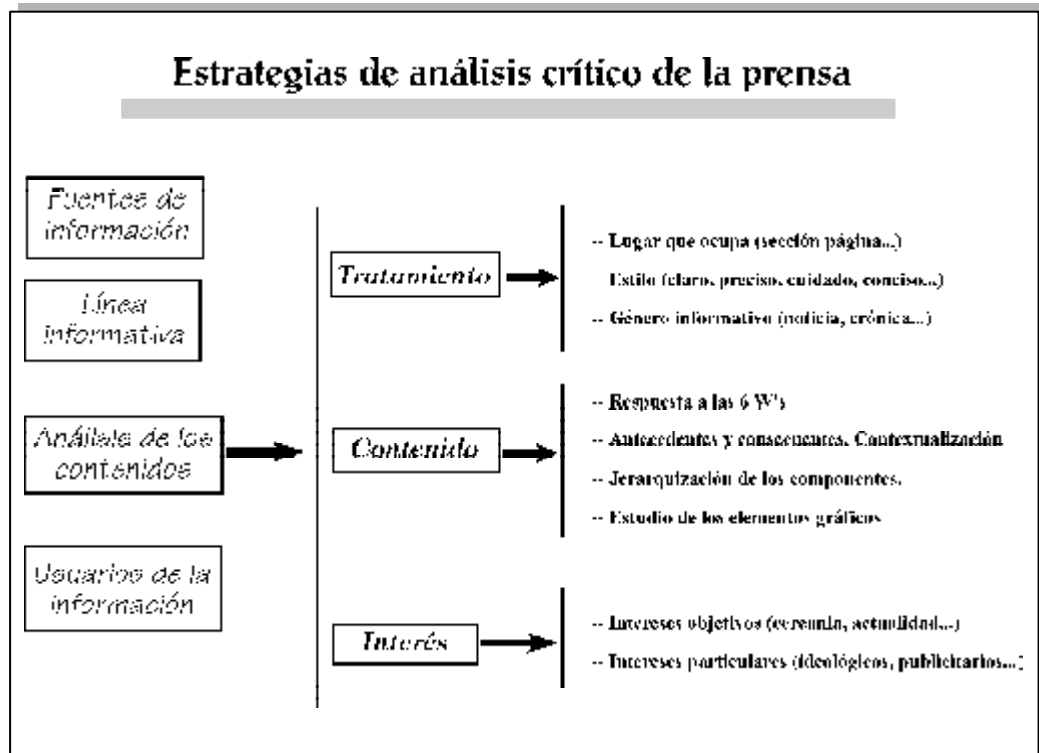 Estrategias de análisis crítico de la prensa
Fuentes de
información
Línea
informativa
Análisis de los
contenidos
Usuarios de la
información
Tratamiento
-- Lugar que ocupa (sección página...)
Estilo (claro, preciso, cuidado, conciso...)
-- Género informativo (noticia, crónica...)
Contenido
-- Respuesta a las 6 W's
-- Antecedentes y consecuentes. Contextualización
-- Jerarquización de los componentes.
-- Estudio de los elementos gráficos
Interés
-- Intereses objetivos (cercanía, actualidad...)
-- Intereses particulares (ideológicos, publicitarios...)